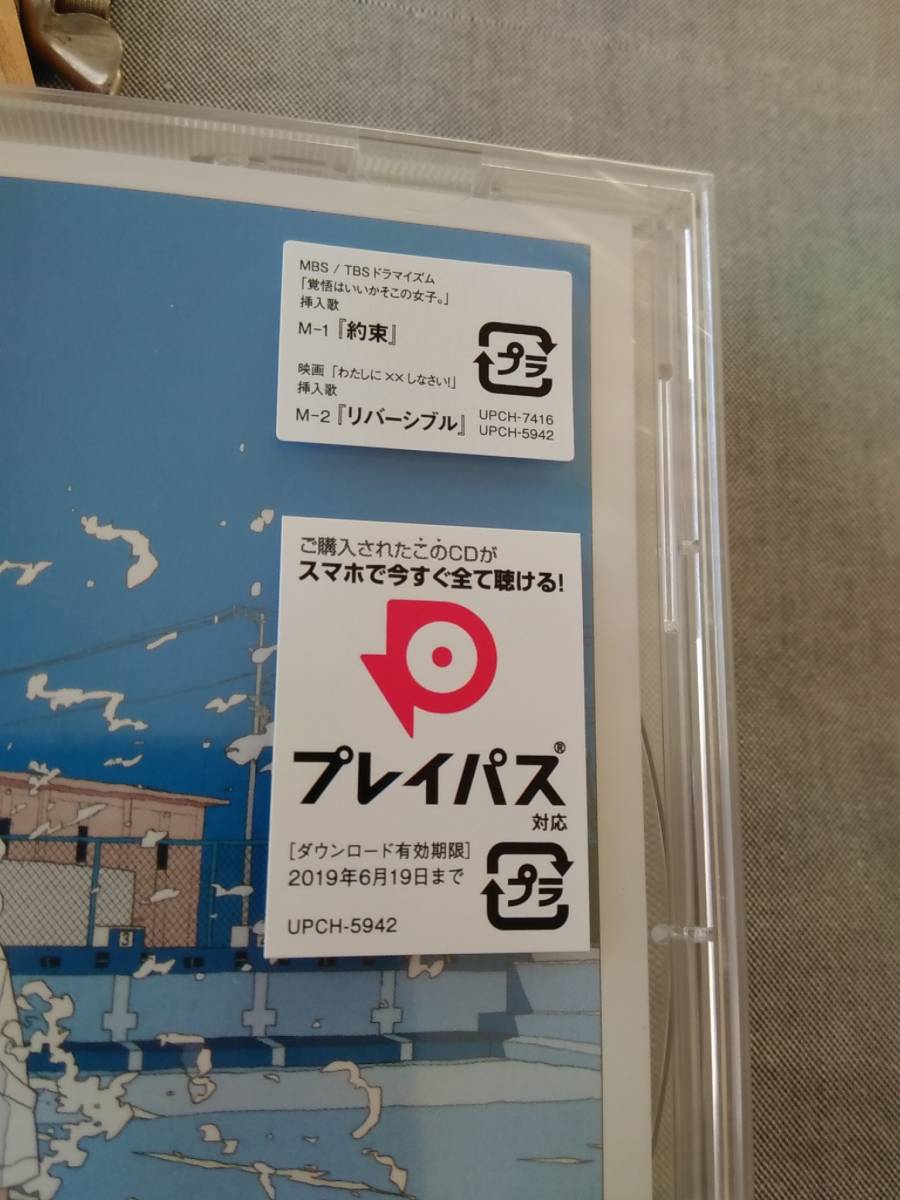 MBS / TBSドラマイズム
「覚悟はいいかそこの女子。」
挿入歌
M-1『約束』
映画「わたしに××しなさい!」
挿入歌
M-2『リバーシブル』
プラ
UPCH-7416
UPCH-5942
ご購入されたこのCDが
スマホで今すぐ全て聴ける!
プレイパス®
対応
[ダウンロード有効期限]
2019年6月19日まで
プラ
UPCH-5942
3